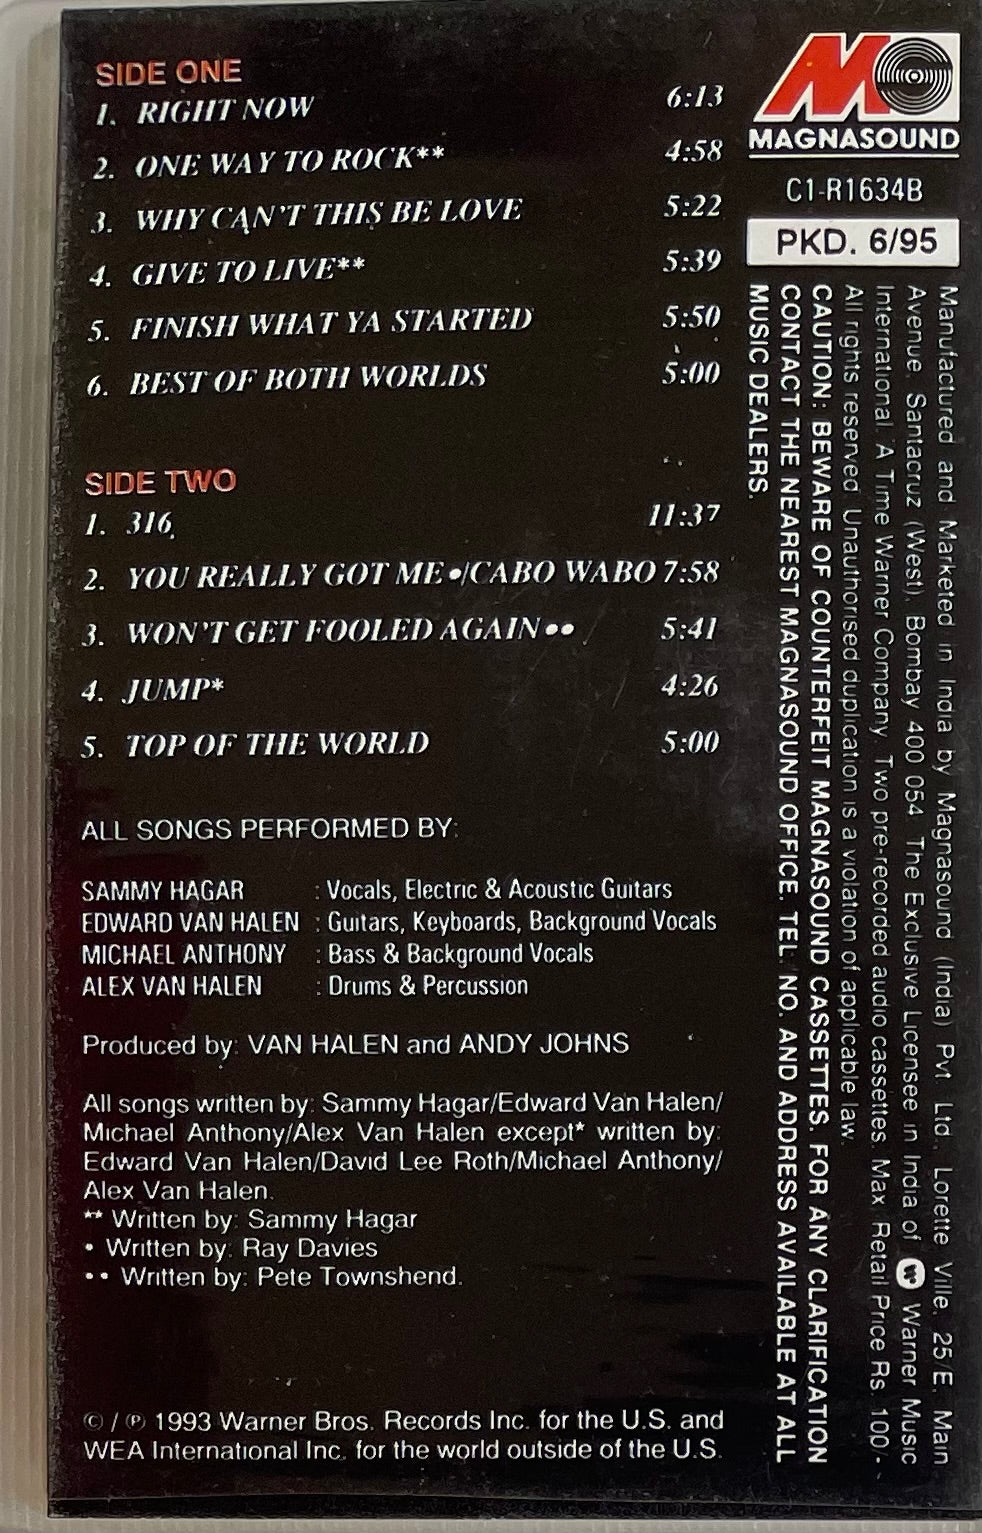 SIDE ONE
1. RIGHT NOW 6:13
2. ONE WAY TO ROCK** 4:58
3. WHY CAN'T THIS BE LOVE 5:22
4. GIVE TO LIVE** 5:39
5. FINISH WHAT YA STARTED 5:50
6. BEST OF BOTH WORLDS 5:00
SIDE TWO
1. 316 11:37
2. YOU REALLY GOT ME•/CABO WABO 7:58
3. WON'T GET FOOLED AGAIN•• 5:41
4. JUMP* 4:26
5. TOP OF THE WORLD 5:00
ALL SONGS PERFORMED BY:
SAMMY HAGAR : Vocals, Electric & Acoustic Guitars
EDWARD VAN HALEN : Guitars, Keyboards, Background Vocals
MICHAEL ANTHONY : Bass & Background Vocals
ALEX VAN HALEN : Drums & Percussion
Produced by: VAN HALEN and ANDY JOHNS
All songs written by: Sammy Hagar/Edward Van Halen/
Michael Anthony/Alex Van Halen except* written by:
Edward Van Halen/David Lee Roth/Michael Anthony/
Alex Van Halen.
** Written by: Sammy Hagar
• Written by: Ray Davies
•• Written by: Pete Townshend.
© / ℗ 1993 Warner Bros. Records Inc. for the U.S. and
WEA International Inc. for the world outside of the U.S.
MAGNASOUND
C1-R1634B
PKD. 6/95
Manufactured and Marketed in India by Magnasound (India) Pvt. Ltd., Lorette Ville, 25/E, Main
Avenue, Santacruz (West), Bombay 400 054. The Exclusive Licensee in India of Warner Music
International. A Time Warner Company. Two pre-recorded audio cassettes. Max. Retail Price Rs. 100/-
All rights reserved. Unauthorised duplication is a violation of applicable law.
CAUTION: BEWARE OF COUNTERFEIT MAGNASOUND CASSETTES. FOR ANY CLARIFICATION
CONTACT THE NEAREST MAGNASOUND OFFICE. TEL. NO. AND ADDRESS AVAILABLE AT ALL
MUSIC DEALERS.